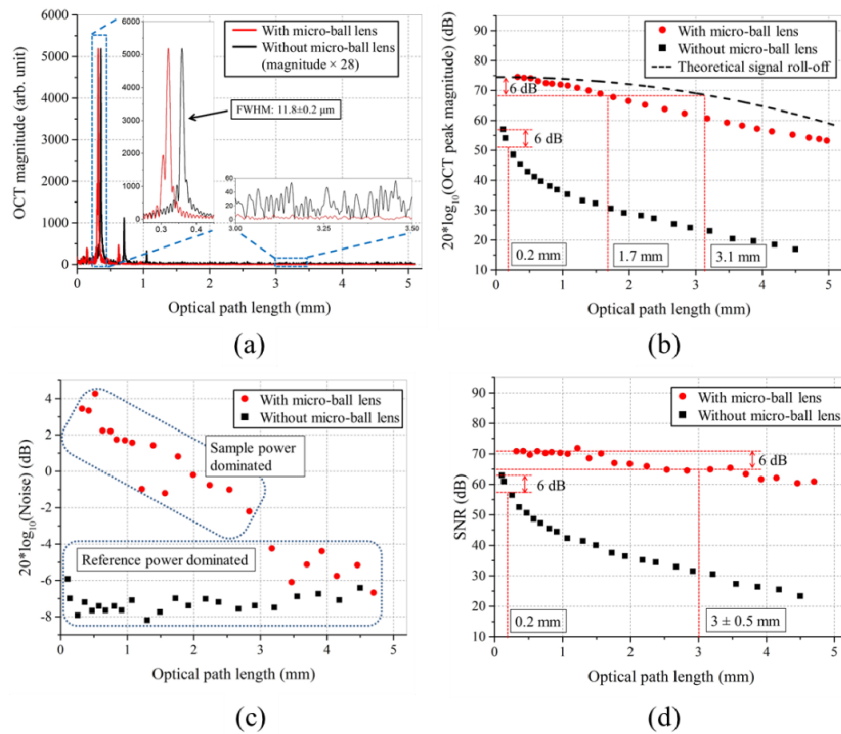 6000
5000
4000
3000
2000
1000
0
OCT magnitude (arb. unit)
With micro-ball lens
Without micro-ball lens
(magnitude × 28)
FWHM: 11.8±0.2 μm
5000
4000
3000
2000
1000
0
0.3 0.4
60
40
20
0
3.00 3.25 3.50
0 1 2 3 4 5
Optical path length (mm)
(a)
90
80
70
60
50
40
30
20
10
20*log10(OCT peak magnitude) (dB)
With micro-ball lens
Without micro-ball lens
Theoretical signal roll-off
6 dB
6 dB
0.2 mm
1.7 mm
3.1 mm
0 1 2 3 4 5
Optical path length (mm)
(b)
4
2
0
-2
-4
-6
-8
20*log10(Noise) (dB)
With micro-ball lens
Without micro-ball lens
Sample power
dominated
Reference power dominated
0 1 2 3 4 5
Optical path length (mm)
(c)
90
80
70
60
50
40
30
20
10
SNR (dB)
With micro-ball lens
Without micro-ball lens
6 dB
6 dB
0.2 mm
3 ± 0.5 mm
0 1 2 3 4 5
Optical path length (mm)
(d)